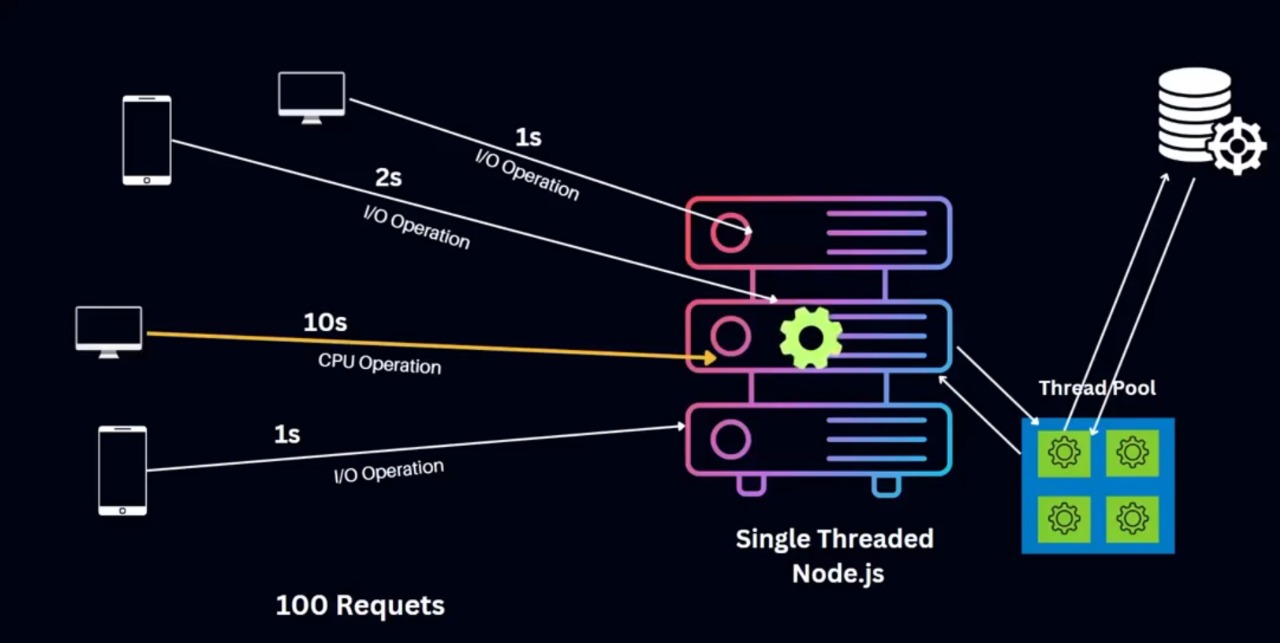 1s
I/O Operation
2s
I/O Operation
10s
CPU Operation
1s
I/O Operation
Thread Pool
Single Threaded
Node.js
100 Requets